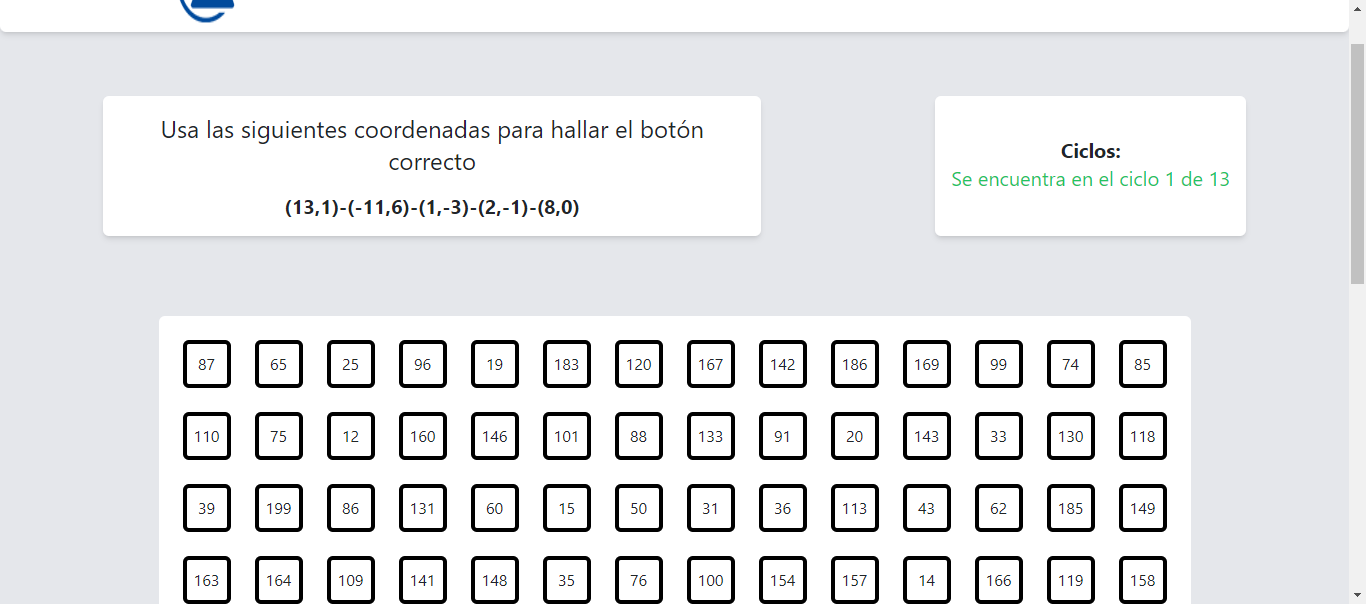 Usa las siguientes coordenadas para hallar el botón
correcto
(13,1)-(-11,6)-(1,-3)-(2,-1)-(8,0)
Ciclos:
Se encuentra en el ciclo 1 de 13
87 65 25 96 19 183 120 167 142 186 169 99 74 85
110 75 12 160 146 101 88 133 91 20 143 33 130 118
39 199 86 131 60 15 50 31 36 113 43 62 185 149
163 164 109 141 148 35 76 100 154 157 14 166 119 158